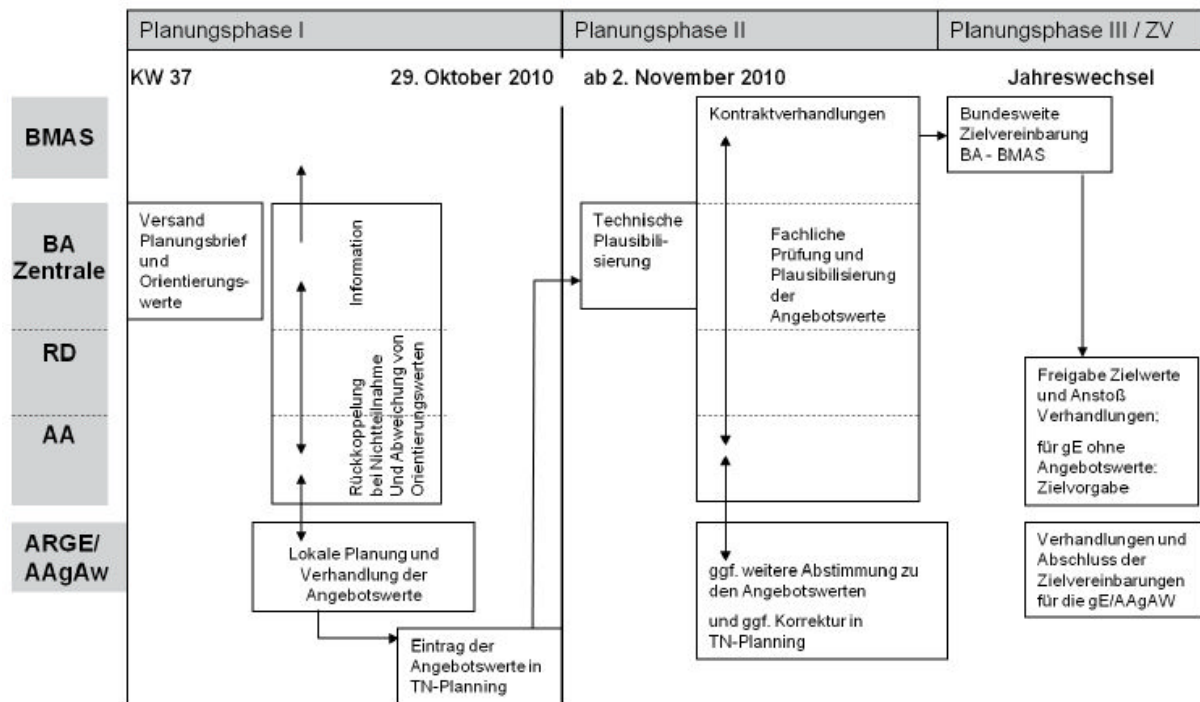 Planungsphase I
Planungsphase II
Planungsphase III / ZV
KW 37
29. Oktober 2010
ab 2. November 2010
Jahreswechsel
BMAS
Kontraktverhandlungen
Bundesweite
Zielvereinbarung
BA - BMAS
BA
Zentrale
Versand
Planungsbrief
und
Orientierungs-
werte
Information
Technische
Plausibili-
sierung
Fachliche
Prüfung und
Plausibilisierung
der
Angebotswerte
RD
AA
Rückkoppelung
bei Nichtteilnahme
Und Abweichung von
Orientierungswerten
Freigabe Zielwerte
und Anstoß
Verhandlungen;
für gE ohne
Angebotswerte:
Zielvorgabe
ARGE/
AAgAw
Lokale Planung und
Verhandlung der
Angebotswerte
Eintrag der
Angebotswerte in
TN-Planning
ggf. weitere Abstimmung zu
den Angebotswerten
und ggf. Korrektur in
TN-Planning
Verhandlungen und
Abschluss der
Zielvereinbarungen
für die gE/AAgAW